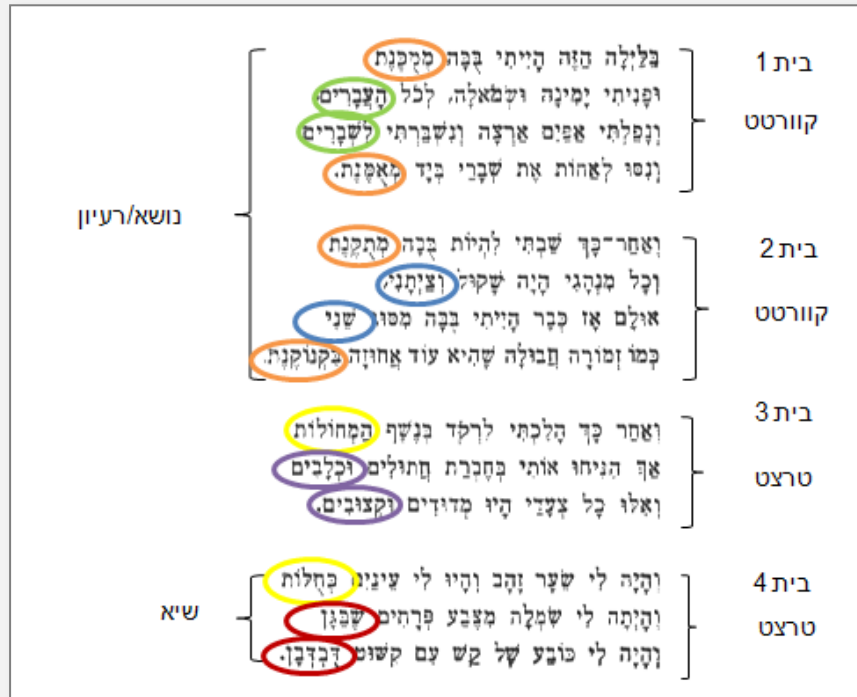 בית 1
קוורטט
בַּלַּיְלָה הַזֶּה הָיִיתִי בֻּבָּה מְמֻכֶּנֶת
וּפָנִיתִי יָמִינָה וּשְׂמֹאלָה, לְכֹל הָעֲבָרִים.
וְנָפַלְתִּי אַפַּיִם אַרְצָה וְנִשְׁבַּרְתִּי לִשְׁבָרִים
וְנִסּוּ לְאַחוֹת אֶת שְׁבָרַי בְּיָד מְאֻמֶּנֶת.
נושא/רעיון
בית 2
קוורטט
וְאַחַר־כָּךְ שַׁבְתִּי לִהְיוֹת בֻּבָּה מְתֻקֶּנֶת
וְכָל מִנְהָגִי הָיָה שָׁקוּל וְצַיְתָנִי,
אוּלָם אָז כְּבָר הָיִיתִי בֻּבָּה מִסּוּג שֵׁנִי
כְּמוֹ זְמוֹרָה חֲבוּלָה שֶׁהִיא עוֹד אֲחוּזָה בִּקְנוֹקֶנֶת.
בית 3
טרצט
וְאַחַר כָּךְ הָלַכְתִּי לִרְקֹד בְּנֶשֶׁף הַמְּחוֹלוֹת
אַךְ הִנִּיחוּ אוֹתִי בְּחֶבְרַת חֲתוּלִים וּכְלָבִים
וְאִלּוּ כָל צְעָדַי הָיוּ מְדוּדִים וּקְצוּבִים.
בית 4
טרצט
וְהָיָה לִי שֵׂעָר זָהָב וְהָיוּ לִי עֵינַיִם כְּחֻלּוֹת
וְהָיְתָה לִי שִׂמְלָה מִצֶּבַע פְּרָחִים שֶׁבַּגָּן
וְהָיָה לִי כּוֹבַע שֶׁל קַשׁ עִם קִשּׁוּט דֻּבְדְּבָן.
שיא